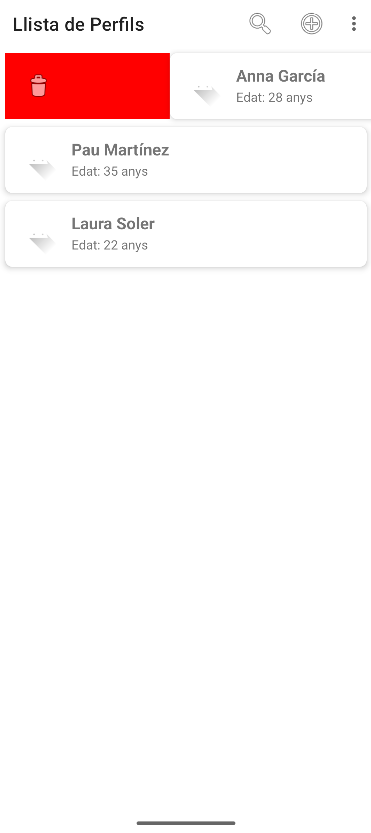 Llista de Perfils
Anna García
Edat: 28 anys
Pau Martínez
Edat: 35 anys
Laura Soler
Edat: 22 anys